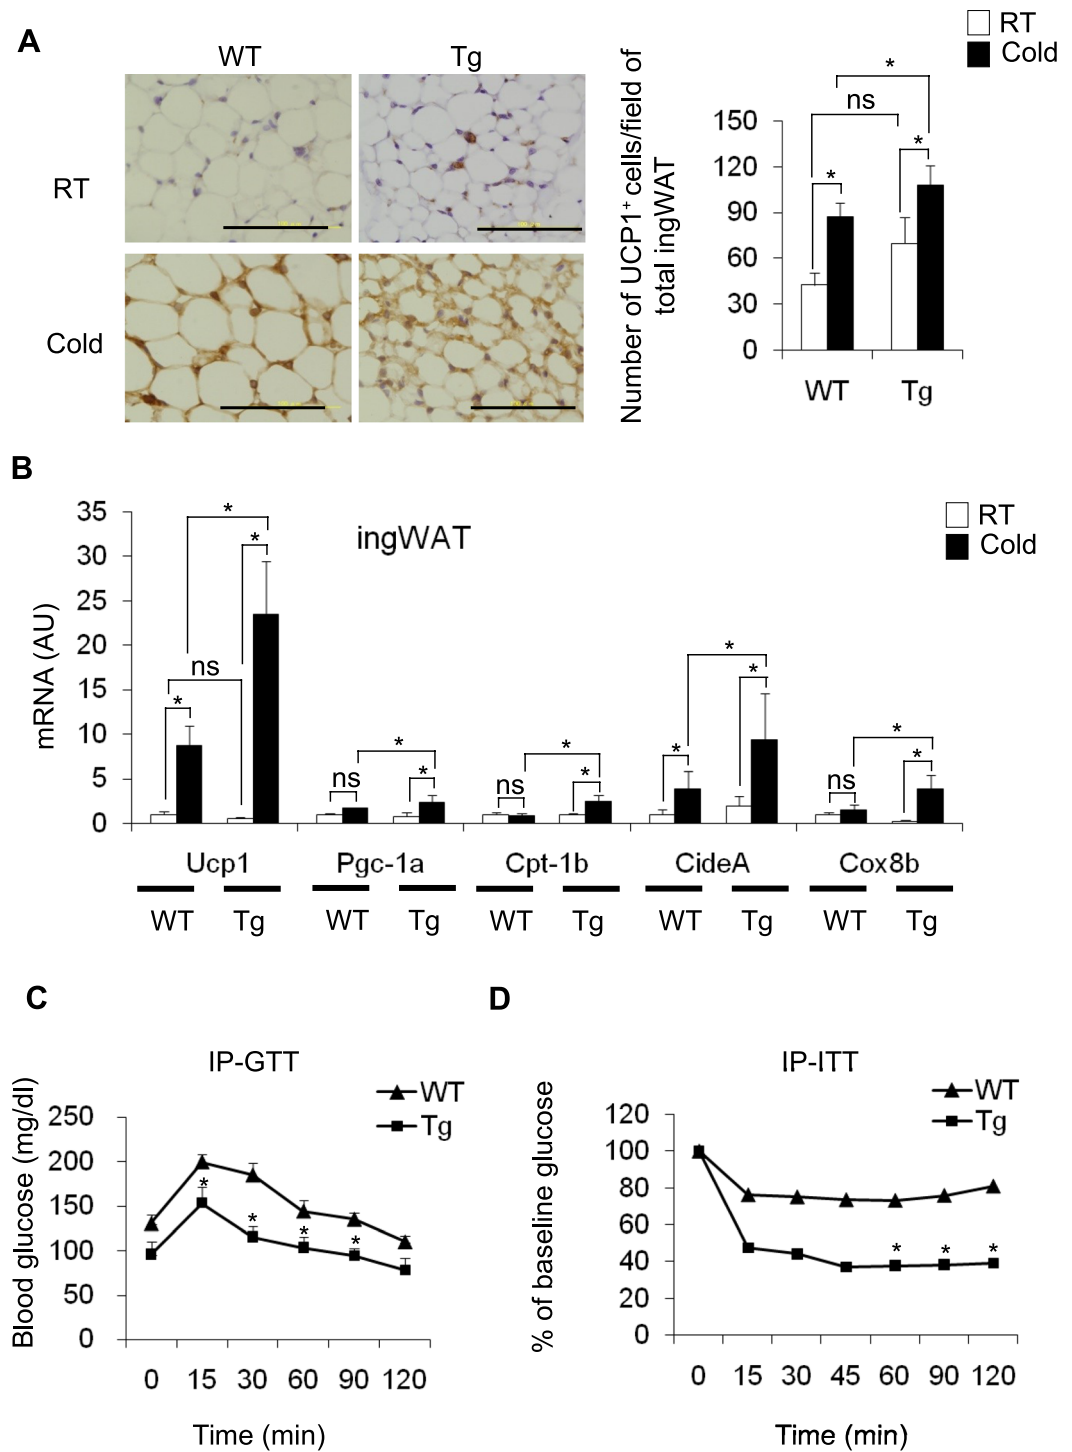 A
WT
Tg
RT
Cold
RT
Cold
Number of UCP1+ cells/field of
total ingWAT
*
ns
*
*
150
120
90
60
30
0
WT
Tg
B
ingWAT
RT
Cold
mRNA (AU)
35
30
25
20
15
10
5
0
*
*
ns
*
*
ns
*
*
ns
*
*
*
*
*
ns
*
Ucp1
Pgc-1a
Cpt-1b
CideA
Cox8b
WT
Tg
WT
Tg
WT
Tg
WT
Tg
WT
Tg
C
IP-GTT
WT
Tg
Blood glucose (mg/dl)
250
200
150
100
50
0
*
*
*
*
0 15 30 60 90 120
Time (min)
D
IP-ITT
WT
Tg
% of baseline glucose
120
100
80
60
40
20
0
* * *
0 15 30 45 60 90 120
Time (min)